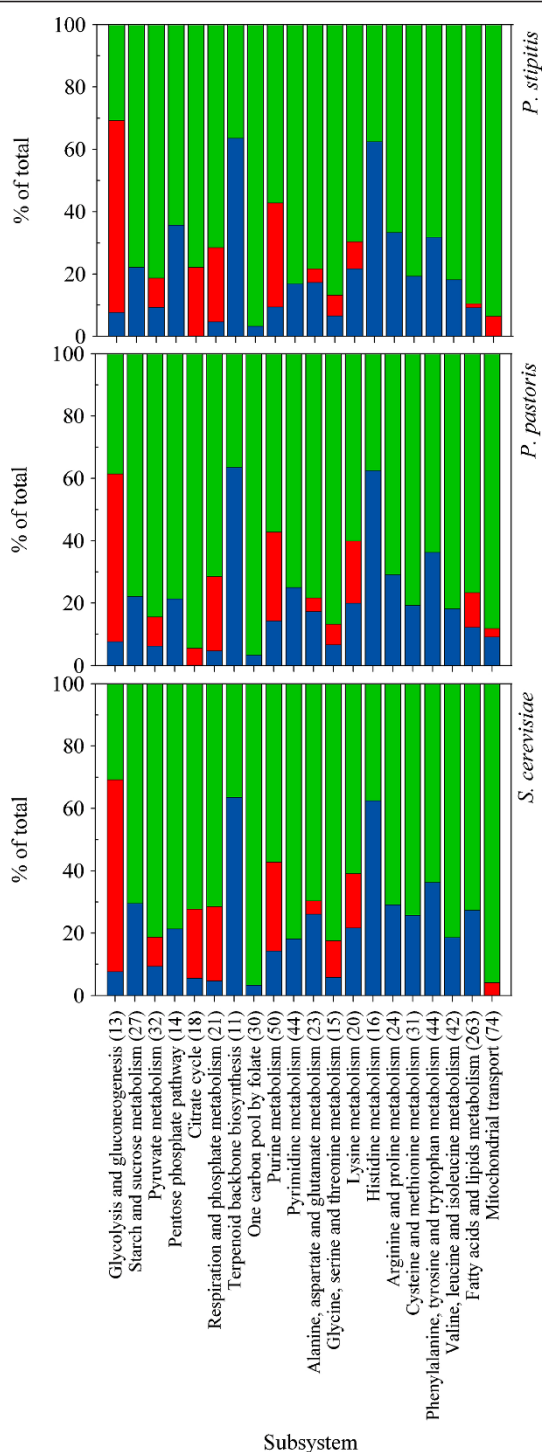 100
80
60
40
20
0
% of total
P. stipitis
100
80
60
40
20
0
% of total
P. pastoris
100
80
60
40
20
0
% of total
S. cerevisiae
Glycolysis and gluconeogenesis (13)
Starch and sucrose metabolism (27)
Pyruvate metabolism (32)
Pentose phosphate pathway (14)
Citrate cycle (18)
Respiration and phosphate metabolism (21)
Terpenoid backbone biosynthesis (11)
One carbon pool by folate (30)
Purine metabolism (50)
Pyrimidine metabolism (44)
Alanine, aspartate and glutamate metabolism (23)
Glycine, serine and threonine metabolism (15)
Lysine metabolism (20)
Histidine metabolism (16)
Arginine and proline metabolism (24)
Cysteine and methionine metabolism (31)
Phenylalanine, tyrosine and tryptophan metabolism (44)
Valine, leucine and isoleucine metabolism (42)
Fatty acids and lipids metabolism (263)
Mitochondrial transport (74)
Subsystem